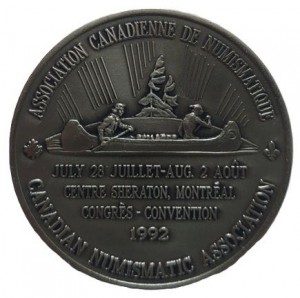 ASSOCIATION CANADIENNE DE NUMISMATIQUE
JULY 28 JUILLET-AUG. 2 AOÛT
CENTRE SHERATON, MONTRÉAL
CONGRÈS - CONVENTION
1992
CANADIAN NUMISMATIC ASSOCIATION